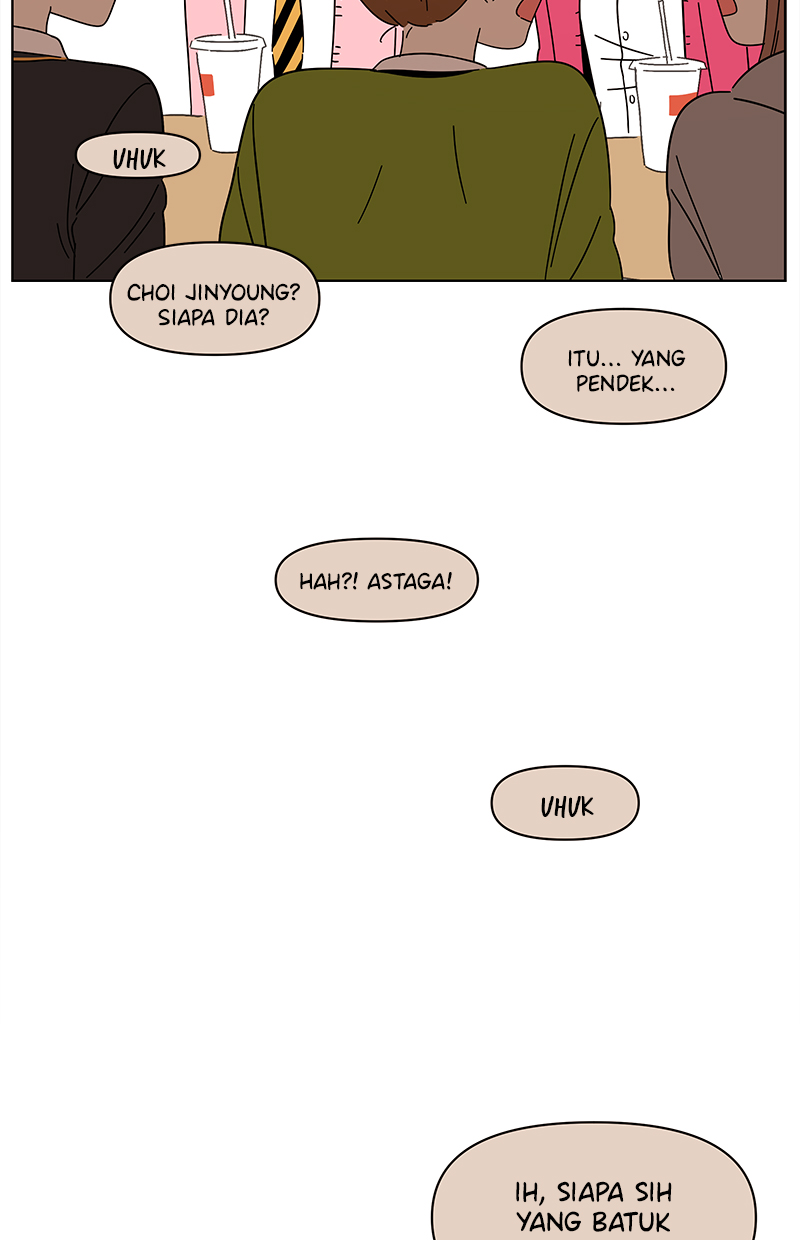 UHUK
CHOI JINYOUNG?
SIAPA DIA?
ITU... YANG
PENDEK...
HAH?! ASTAGA!
UHUK
IH, SIAPA SIH
YANG BATUK